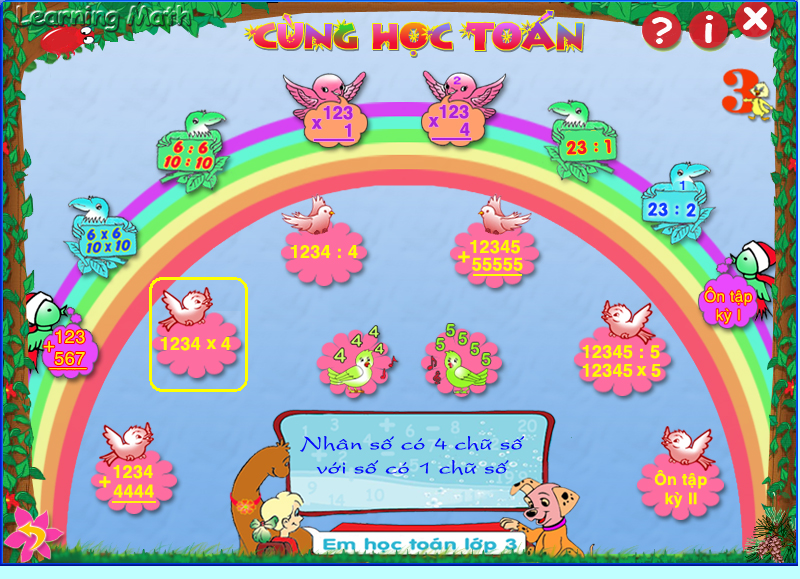 Learning Math
CÙNG HỌC TOÁN
? i X
3
3
123
x 1
2
123
x 4
6 : 6
10 : 10
23 : 1
6 x 6
10 x 10
1
23 : 2
1234 : 4
12345
+ 55555
Ôn tập
kỳ I
123
+ 567
1234 x 4
4 4 4 4
5 5 5 5 5
12345 : 5
12345 x 5
1234
+ 4444
Nhân số có 4 chữ số
với số có 1 chữ số
Ôn tập
kỳ II
Em học toán lớp 3